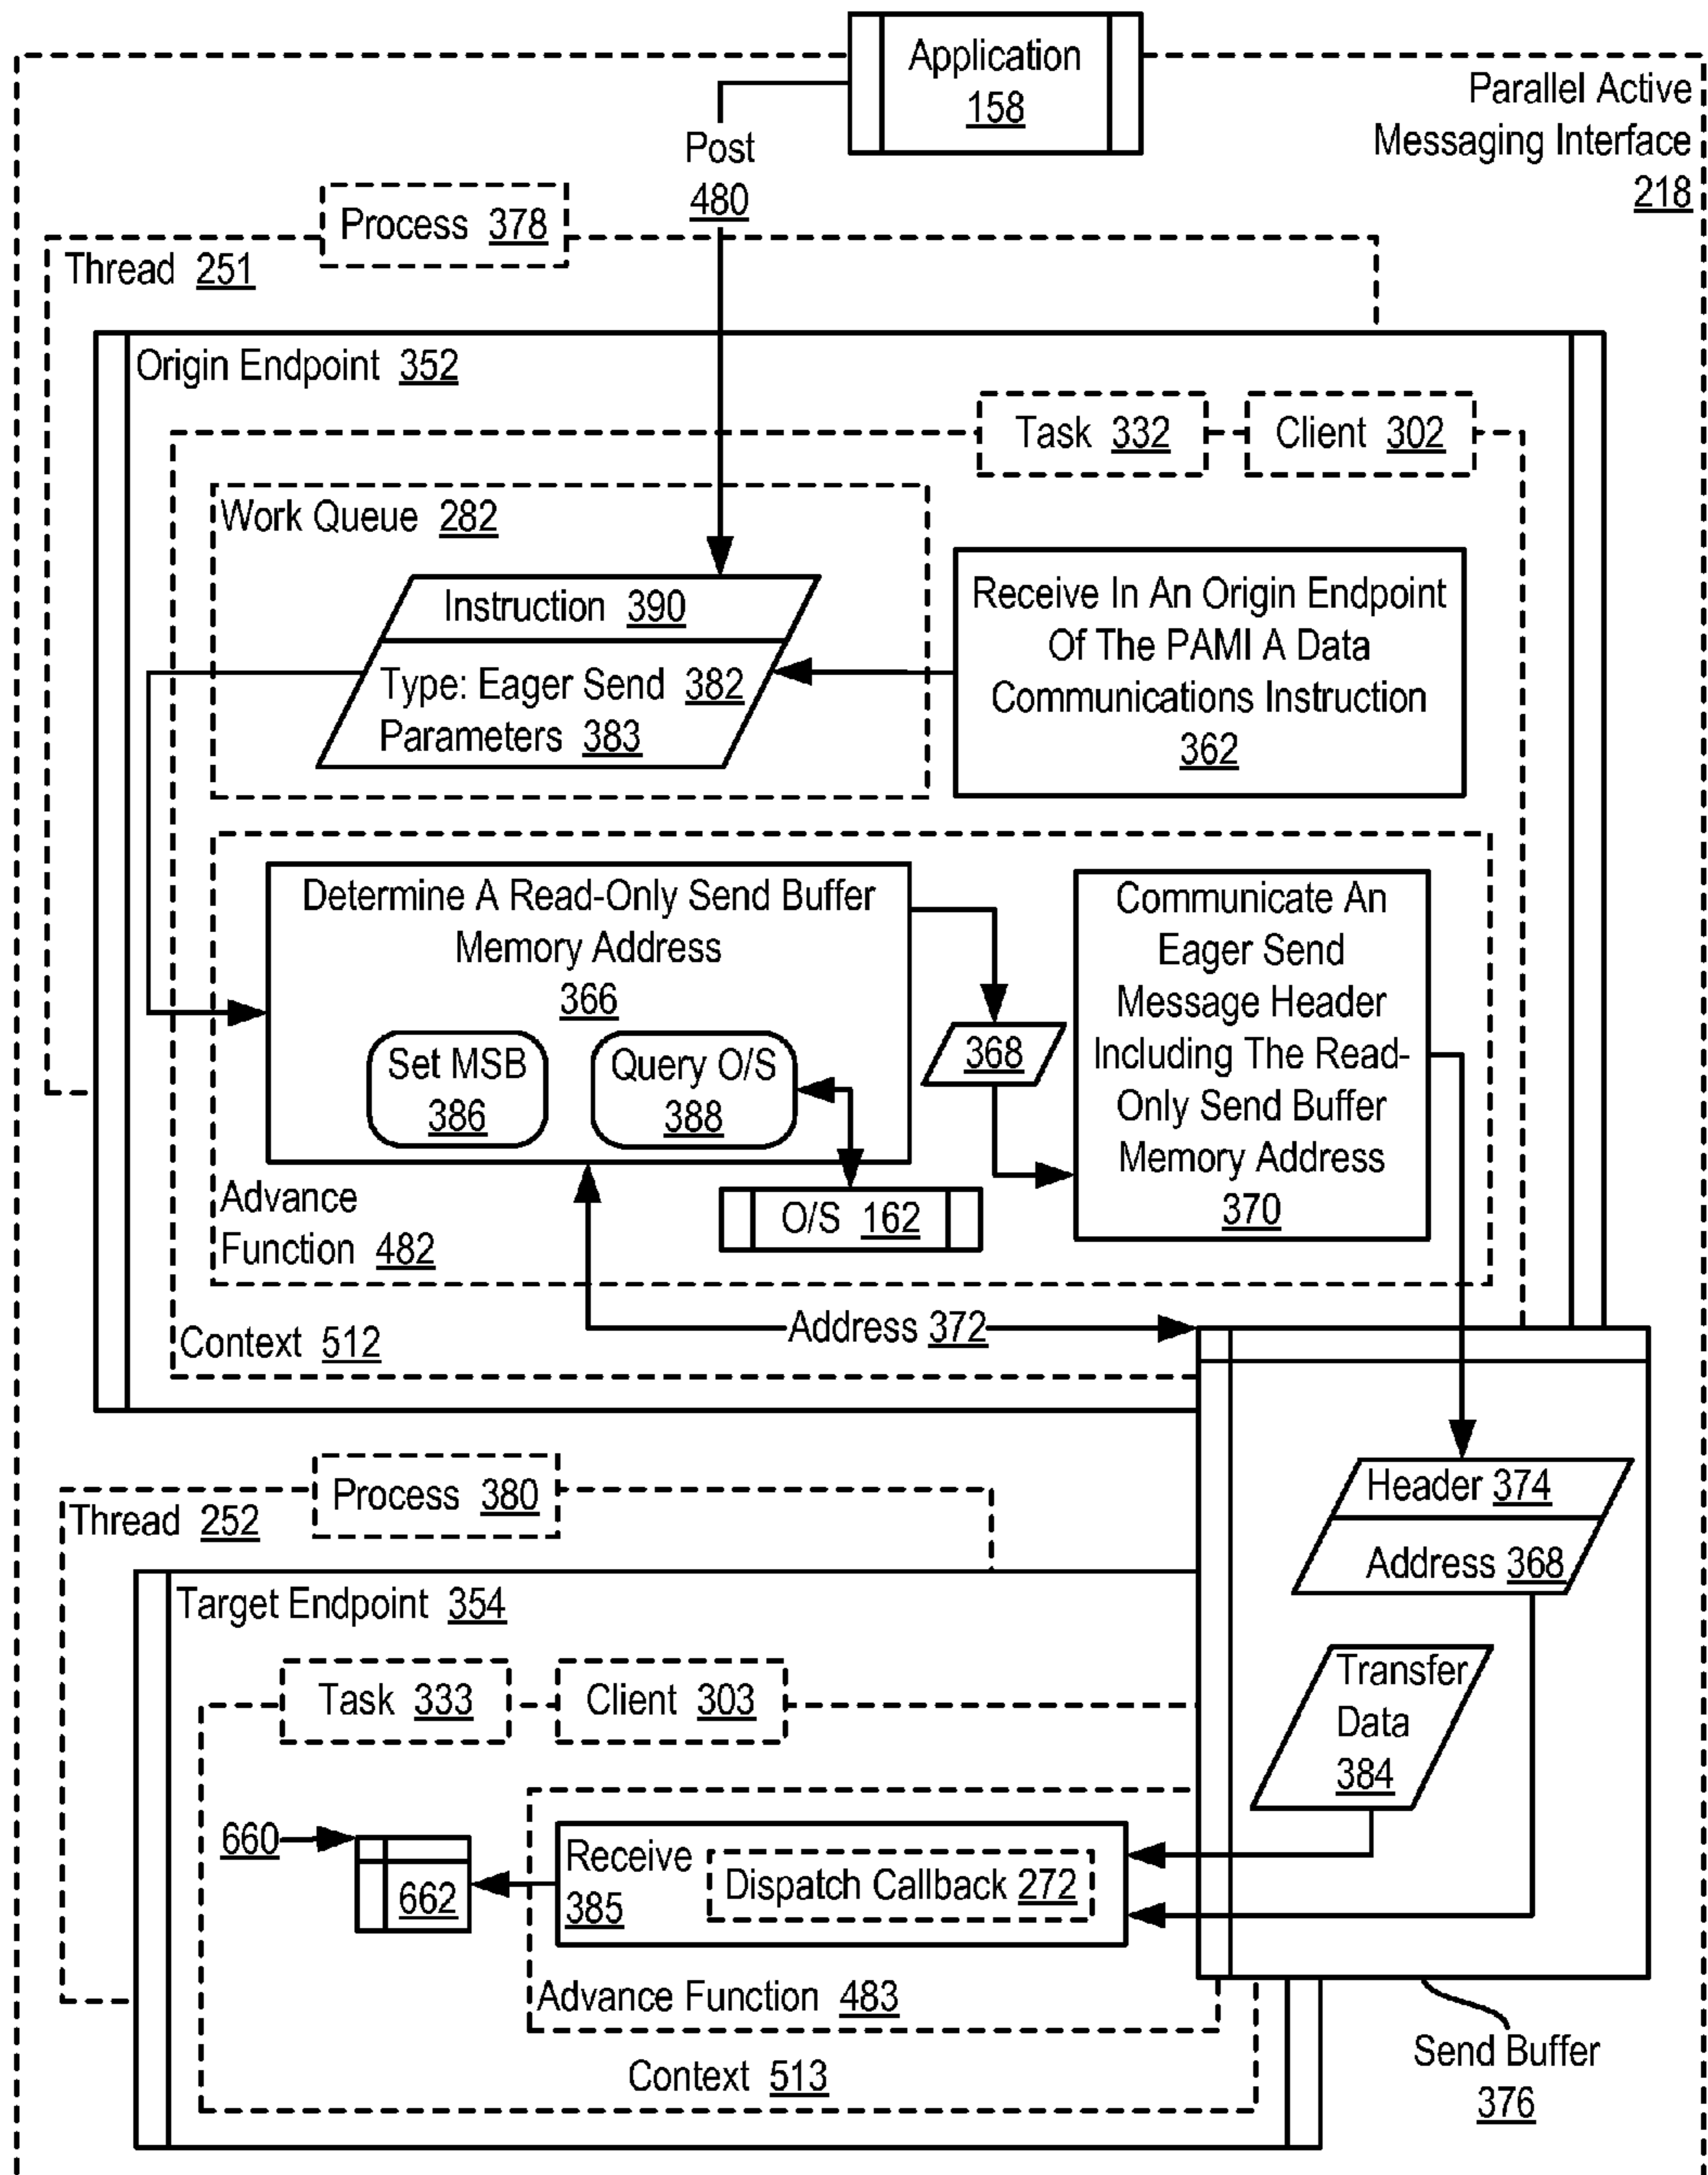 Application
158
Parallel Active
Messaging Interface
218
Post
480
Process 378
Thread 251
Origin Endpoint 352
Task 332
Client 302
Work Queue 282
Instruction 390
Type: Eager Send 382
Parameters 383
Receive In An Origin Endpoint
Of The PAMI A Data
Communications Instruction
362
Determine A Read-Only Send Buffer
Memory Address
366
Set MSB
386
Query O/S
388
368
Communicate An
Eager Send
Message Header
Including The Read-
Only Send Buffer
Memory Address
370
O/S 162
Advance
Function 482
Address 372
Context 512
Header 374
Address 368
Process 380
Thread 252
Target Endpoint 354
Task 333
Client 303
Transfer
Data
384
660
662
Receive
385
Dispatch Callback 272
Advance Function 483
Context 513
Send Buffer
376